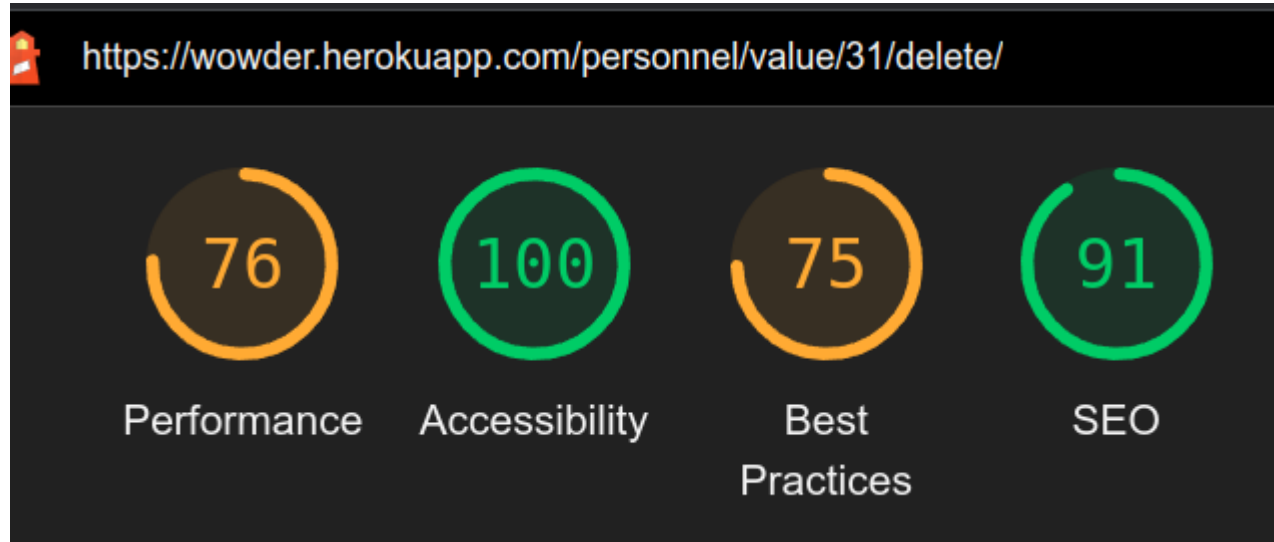 https://wowder.herokuapp.com/personnel/value/31/delete/
76
100
75
91
Performance
Accessibility
Best
Practices
SEO